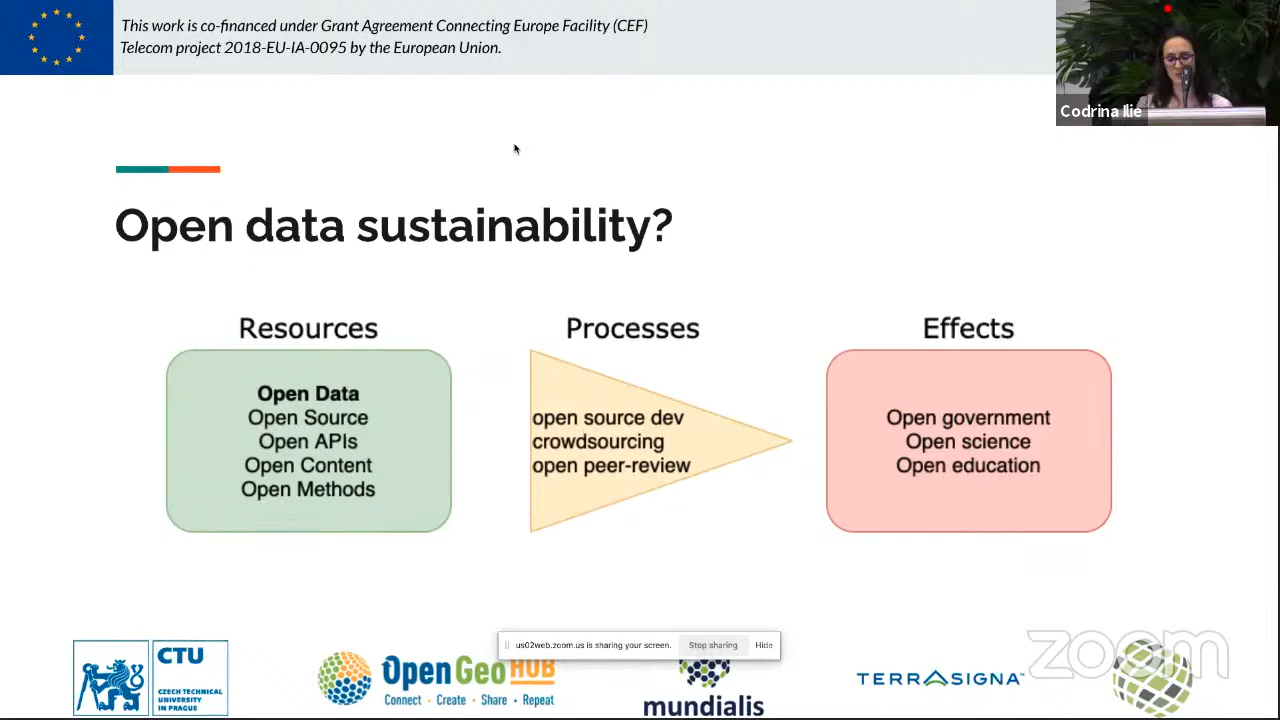 This work is co-financed under Grant Agreement Connecting Europe Facility (CEF)
Telecom project 2018-EU-IA-0095 by the European Union.
Codrina Ilie
Open data sustainability?
Resources
Open Data
Open Source
Open APIs
Open Content
Open Methods
Processes
open source dev
crowdsourcing
open peer-review
Effects
Open government
Open science
Open education
us02web.zoom.us is sharing your screen.
Stop sharing
Hide
CTU
CZECH TECHNICAL
UNIVERSITY
IN PRAGUE
OpenGeoHUB
Connect · Create · Share · Repeat
mundialis
TERRASIGNA™
zoom